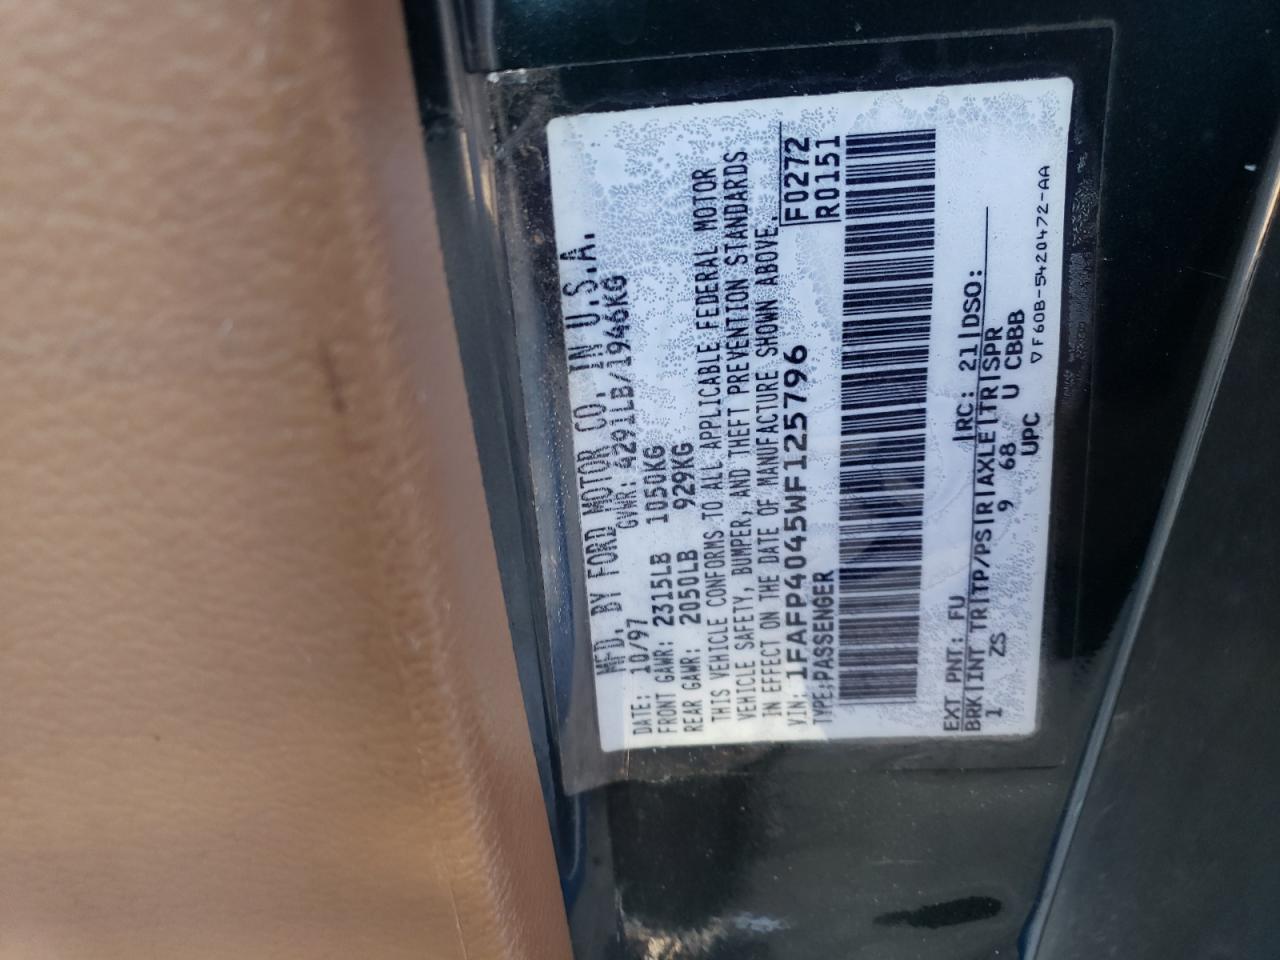 MFD. BY FORD MOTOR CO. IN U.S.A.
DATE: 10/97 GVWR: 4291LB/1946KG
FRONT GAWR: 2315LB 1050KG
REAR GAWR: 2050LB 929KG
THIS VEHICLE CONFORMS TO ALL APPLICABLE FEDERAL MOTOR
VEHICLE SAFETY, BUMPER, AND THEFT PREVENTION STANDARDS
IN EFFECT ON THE DATE OF MANUFACTURE SHOWN ABOVE.
VIN: 1FAFP4045WF125796 F0272
TYPE:PASSENGER R0151
EXT PNT: FU |RC: 21|DSO:
BRK|INT TR|TP/PS|R|AXLE|TR|SPR
1 ZS 9 68 U CBBB
UPC
▽F60B-5420472-AA